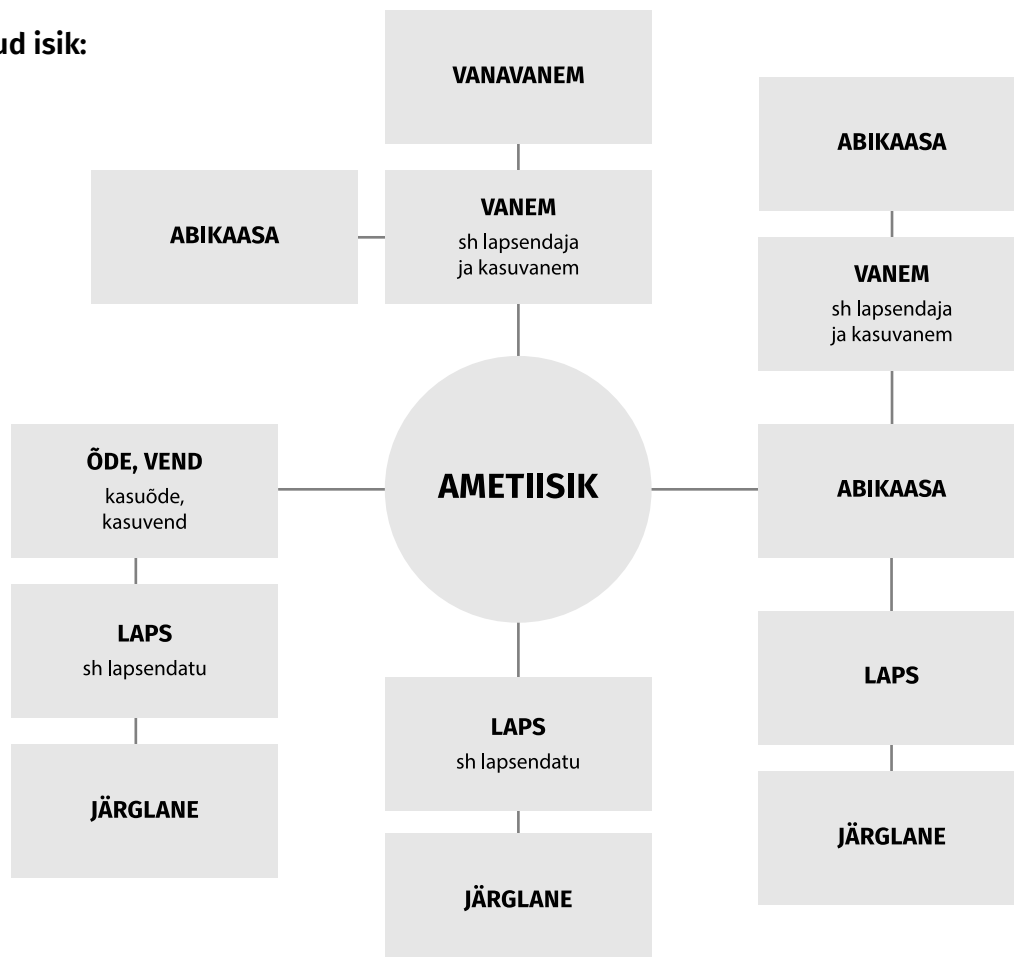 ud isik:
VANAVANEM
ABIKAASA
ABIKAASA
VANEM
sh lapsendaja
ja kasuvanem
VANEM
sh lapsendaja
ja kasuvanem
ÕDE, VEND
kasuõde,
kasuvend
AMETIISIK
ABIKAASA
LAPS
sh lapsendatu
LAPS
sh lapsendatu
LAPS
JÄRGLANE
JÄRGLANE
JÄRGLANE